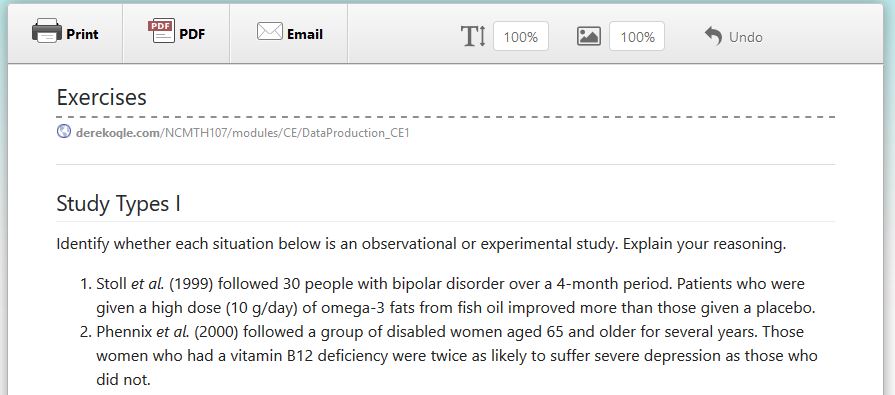 Print PDF PDF Email 100% 100% Undo
Exercises
derekogle.com/NCMTH107/modules/CE/DataProduction_CE1
Study Types I
Identify whether each situation below is an observational or experimental study. Explain your reasoning.
1. Stoll et al. (1999) followed 30 people with bipolar disorder over a 4-month period. Patients who were
given a high dose (10 g/day) of omega-3 fats from fish oil improved more than those given a placebo.
2. Phennix et al. (2000) followed a group of disabled women aged 65 and older for several years. Those
women who had a vitamin B12 deficiency were twice as likely to suffer severe depression as those who
did not.